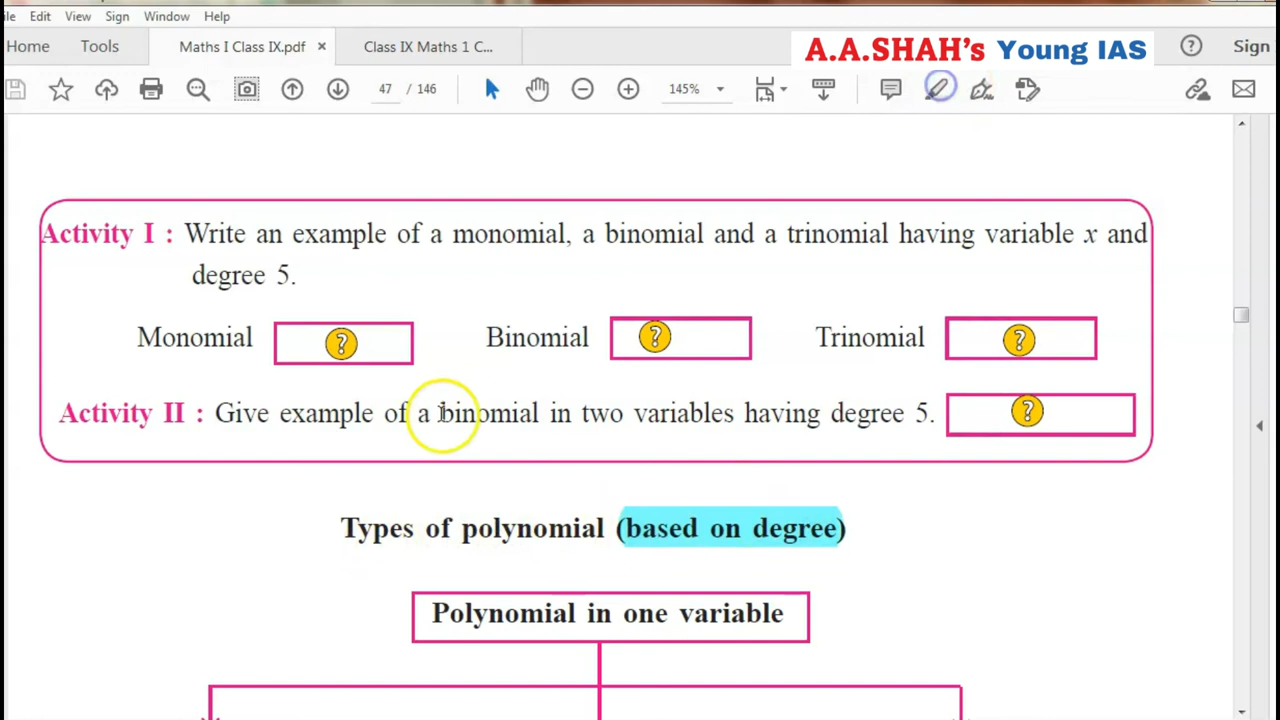 ile Edit View Sign Window Help
Home Tools Maths I Class IX.pdf × Class IX Maths 1 C... A.A.SHAH's Young IAS Sign
47 / 146 145%
Activity I : Write an example of a monomial, a binomial and a trinomial having variable x and
degree 5.
Monomial ? Binomial ? Trinomial ?
Activity II : Give example of a binomial in two variables having degree 5. ?
Types of polynomial (based on degree)
Polynomial in one variable